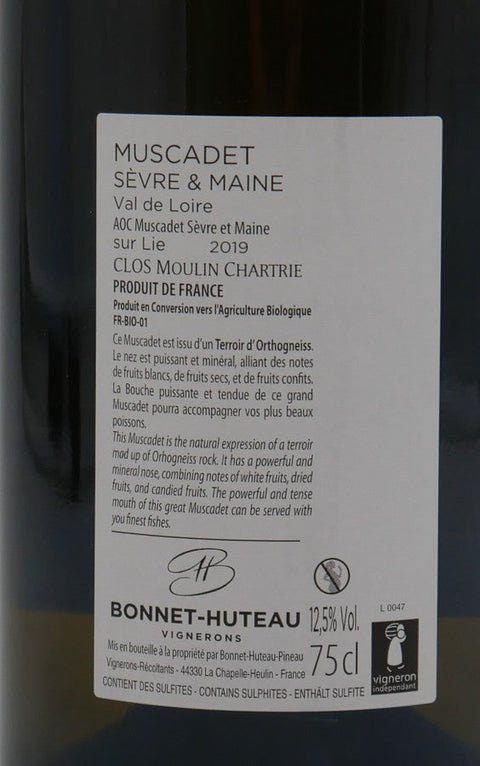 MUSCADET
SÈVRE & MAINE
Val de Loire
AOC Muscadet Sèvre et Maine
sur Lie 2019
CLOS MOULIN CHARTRIE
PRODUIT DE FRANCE
Produit en Conversion vers l'Agriculture Biologique
FR-BIO-01
Ce Muscadet est issu d'un Terroir d'Orthogneiss.
Le nez est puissant et minéral, alliant des notes
de fruits blancs, de fruits secs, et de fruits confits.
La Bouche puissante et tendue de ce grand
Muscadet pourra accompagner vos plus beaux
poissons.
This Muscadet is the natural expression of a terroir
mad up of Orthogneiss rock. It has a powerful and
mineral nose, combining notes of white fruits, dried
fruits, and candied fruits. The powerful and tense
mouth of this great Muscadet can be served with
you finest fishes.
BH
BONNET-HUTEAU
VIGNERONS
12,5% Vol.
L 0047
Mis en bouteille à la propriété par Bonnet-Huteau-Pineau
Vignerons-Récoltants - 44330 La Chapelle-Heulin - France
75 cl
vigneron
indépendant
CONTIENT DES SULFITES - CONTAINS SULPHITES - ENTHÄLT SULFITE